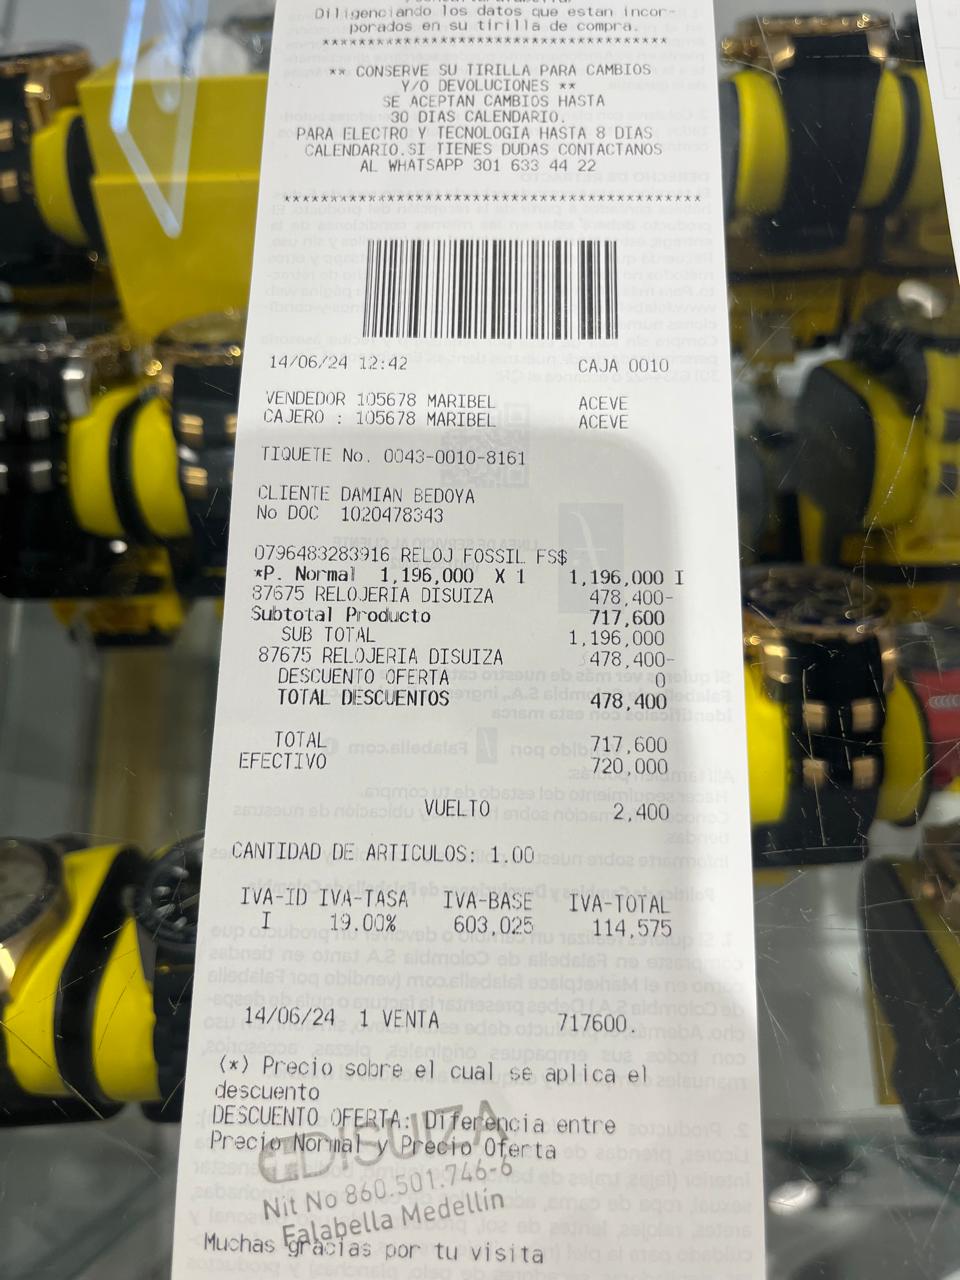 Diligenciando los datos que estan incor-
porados en su tirilla de compra.
****************************************
** CONSERVE SU TIRILLA PARA CAMBIOS
Y/O DEVOLUCIONES **
SE ACEPTAN CAMBIOS HASTA
30 DIAS CALENDARIO.
PARA ELECTRO Y TECNOLOGIA HASTA 8 DIAS
CALENDARIO.SI TIENES DUDAS CONTACTANOS
AL WHATSAPP 301 633 44 22
****************************************
14/06/24 12:42 CAJA 0010
VENDEDOR 105678 MARIBEL ACEVE
CAJERO : 105678 MARIBEL ACEVE
TIQUETE No. 0043-0010-8161
CLIENTE DAMIAN BEDOYA
No DOC 1020478343
0796483283916 RELOJ FOSSIL FS$
*P. Normal 1,196,000 X 1 1,196,000 I
87675 RELOJERIA DISUIZA 478,400-
Subtotal Producto 717,600
SUB TOTAL 1,196,000
87675 RELOJERIA DISUIZA 478,400-
DESCUENTO OFERTA 0
TOTAL DESCUENTOS 478,400
TOTAL 717,600
EFECTIVO 720,000
VUELTO 2,400
CANTIDAD DE ARTICULOS: 1.00
IVA-ID IVA-TASA IVA-BASE IVA-TOTAL
I 19.00% 603,025 114,575
14/06/24 1 VENTA 717600.
(*) Precio sobre el cual se aplica el
descuento
DESCUENTO OFERTA: Diferencia entre
Precio Normal y Precio Oferta
DISUIZA
Nit No 860.501.746-6
Falabella Medellín
Muchas gracias por tu visita